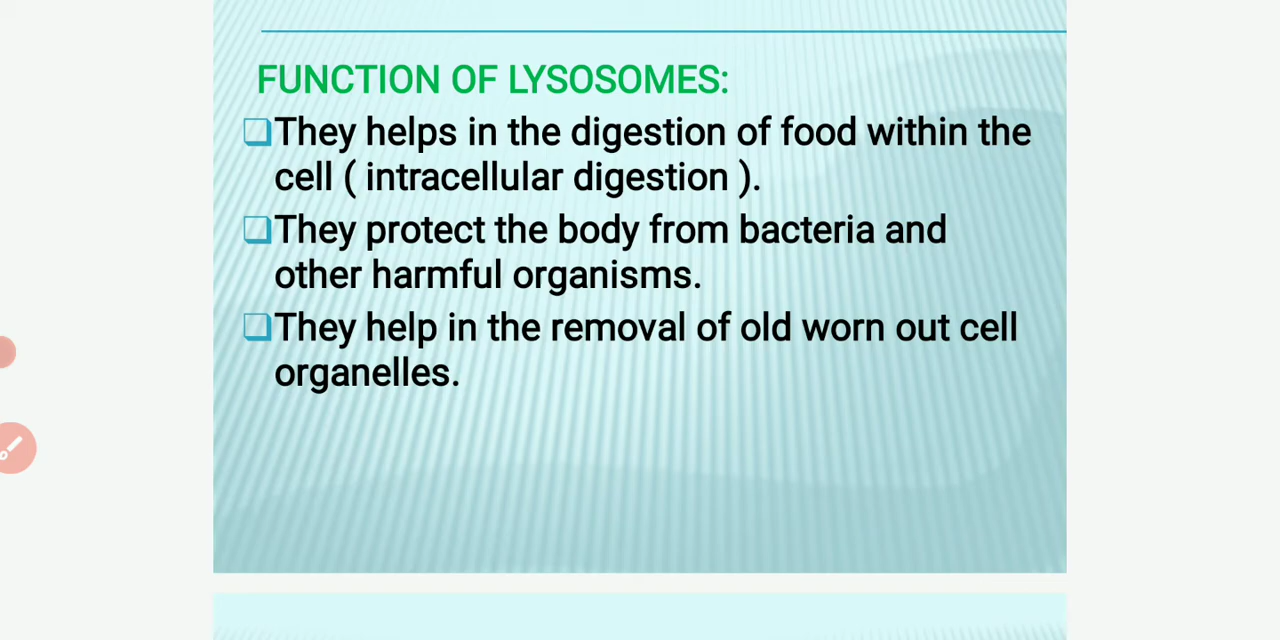 FUNCTION OF LYSOSOMES:
They helps in the digestion of food within the
cell ( intracellular digestion ).
They protect the body from bacteria and
other harmful organisms.
They help in the removal of old worn out cell
organelles.